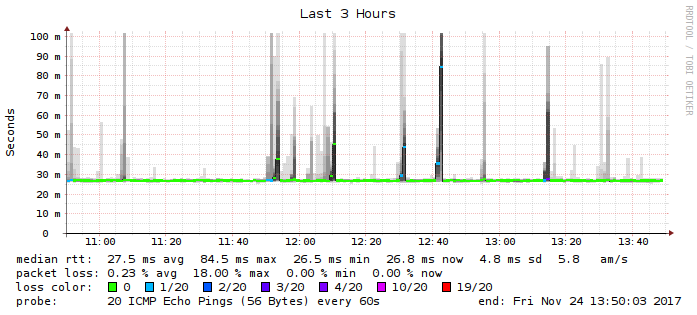 Last 3 Hours
RRDTOOL / TOBI OETIKER
Seconds
100 m
90 m
80 m
70 m
60 m
50 m
40 m
30 m
20 m
10 m
0
11:00 11:20 11:40 12:00 12:20 12:40 13:00 13:20 13:40
median rtt: 27.5 ms avg 84.5 ms max 26.5 ms min 26.8 ms now 4.8 ms sd 5.8 am/s
packet loss: 0.23 % avg 18.00 % max 0.00 % min 0.00 % now
loss color: 0 1/20 2/20 3/20 4/20 10/20 19/20
probe: 20 ICMP Echo Pings (56 Bytes) every 60s end: Fri Nov 24 13:50:03 2017